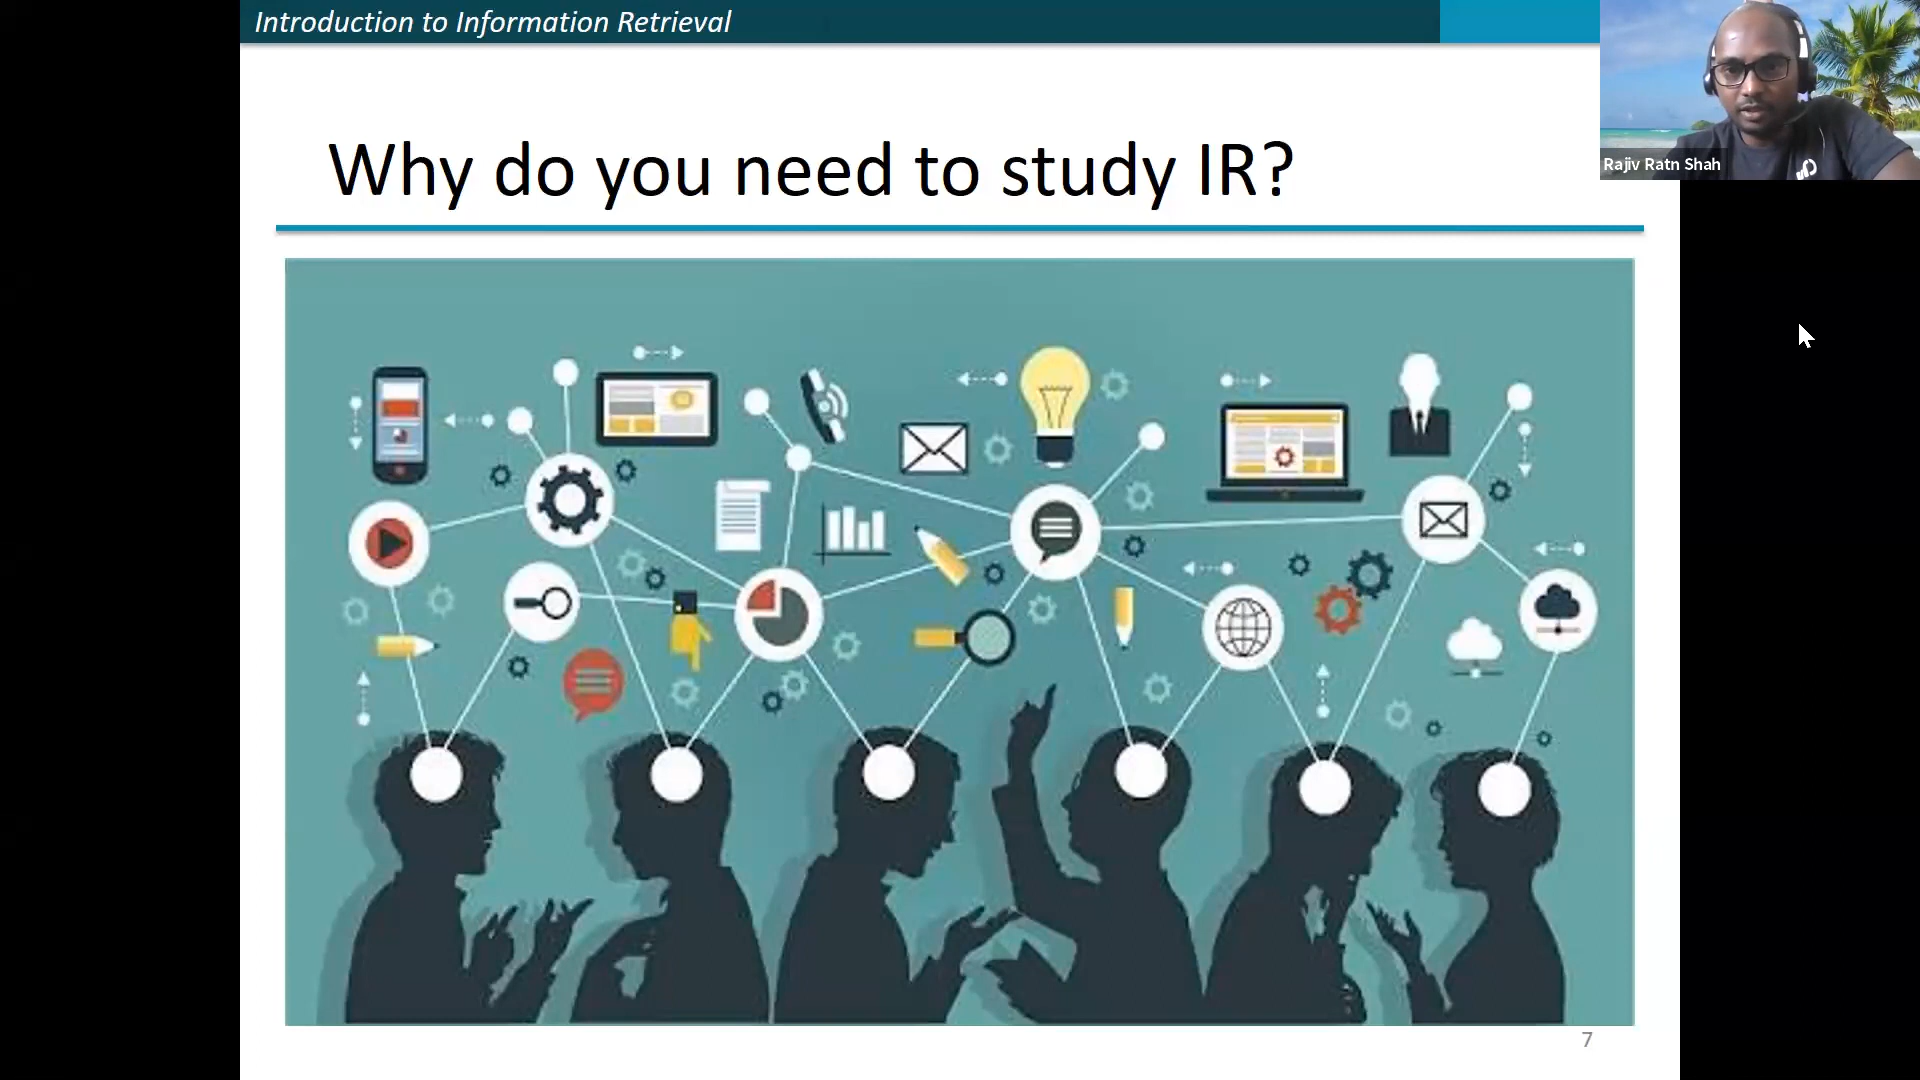 Introduction to Information Retrieval
Rajiv Ratn Shah
Why do you need to study IR?
7